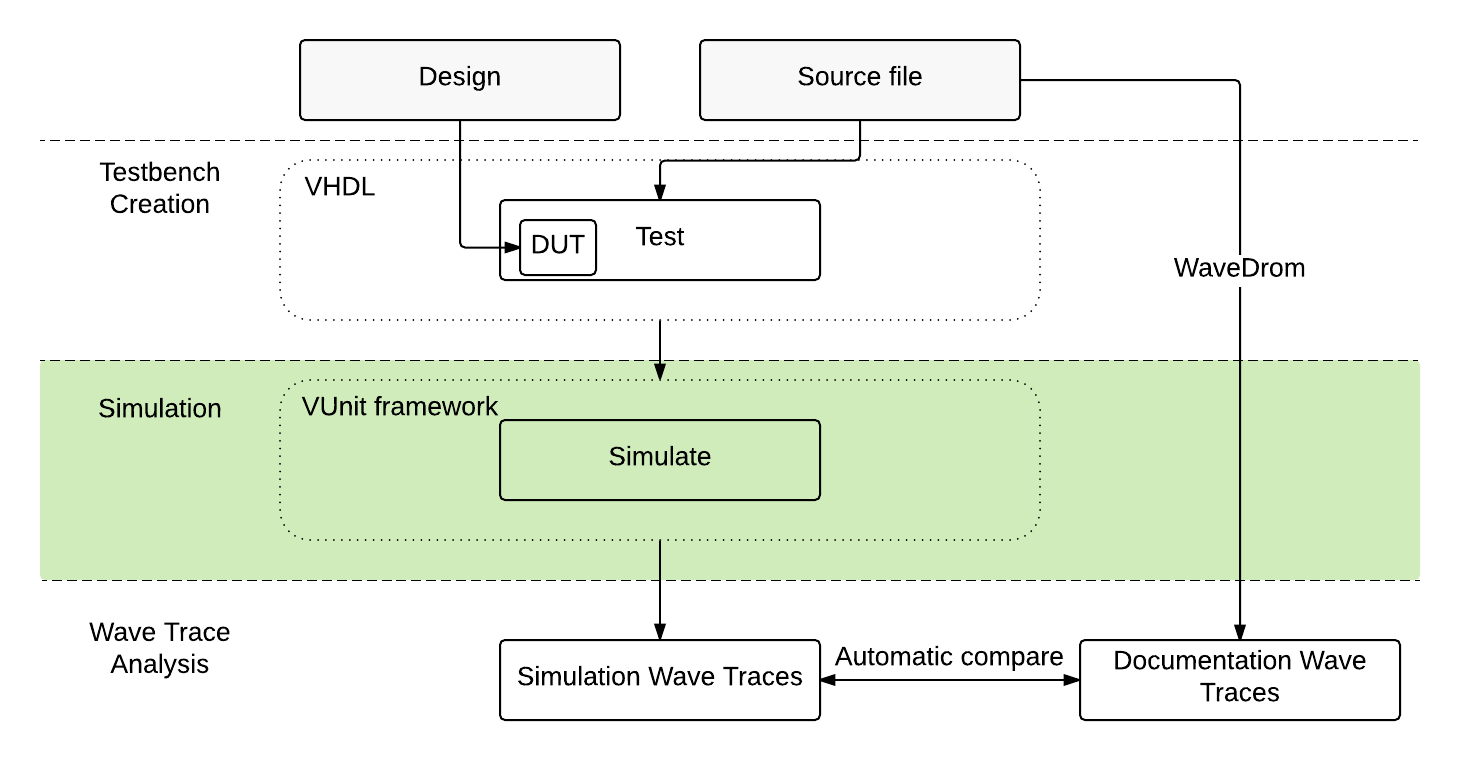 Design
Source file
Testbench
Creation
VHDL
DUT
Test
WaveDrom
Simulation
VUnit framework
Simulate
Wave Trace
Analysis
Simulation Wave Traces
Automatic compare
Documentation Wave
Traces